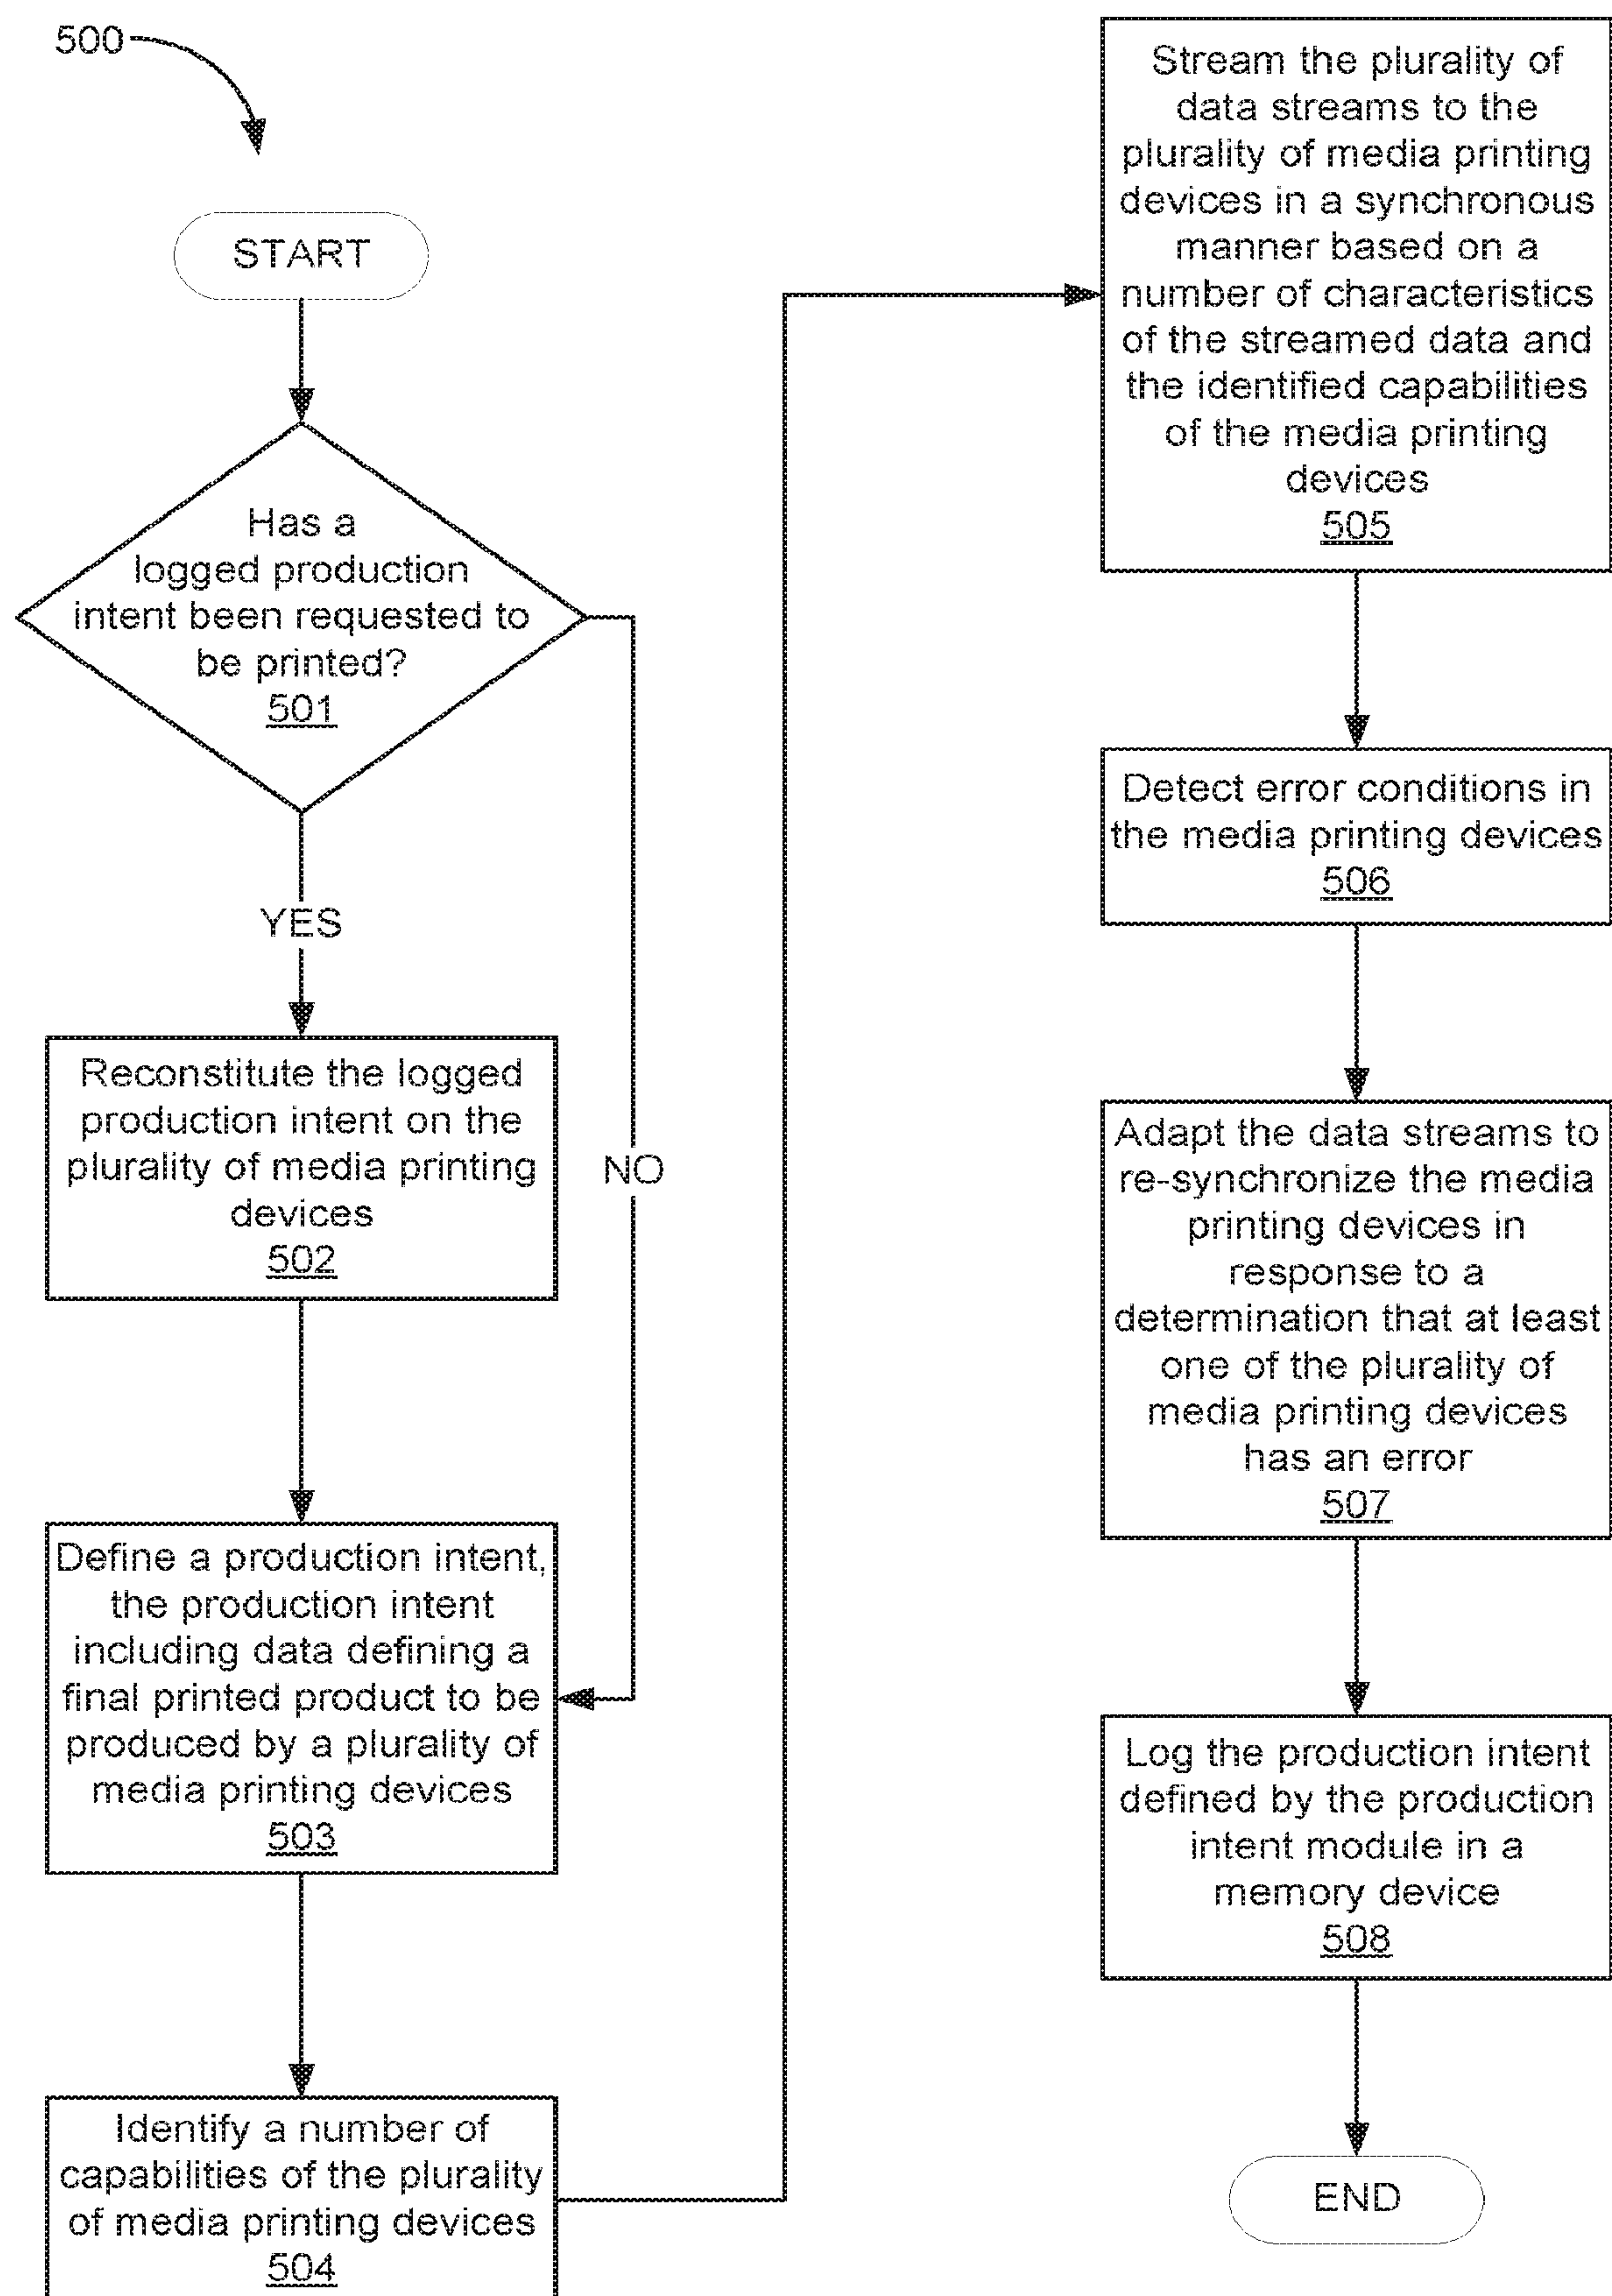 500
START
Has a
logged production
intent been requested to
be printed?
501
YES
NO
Reconstitute the logged
production intent on the
plurality of media printing
devices
502
Define a production intent,
the production intent
including data defining a
final printed product to be
produced by a plurality of
media printing devices
503
Identify a number of
capabilities of the plurality
of media printing devices
504
Stream the plurality of
data streams to the
plurality of media printing
devices in a synchronous
manner based on a
number of characteristics
of the streamed data and
the identified capabilities
of the media printing
devices
505
Detect error conditions in
the media printing devices
506
Adapt the data streams to
re-synchronize the media
printing devices in
response to a
determination that at least
one of the plurality of
media printing devices
has an error
507
Log the production intent
defined by the production
intent module in a
memory device
508
END